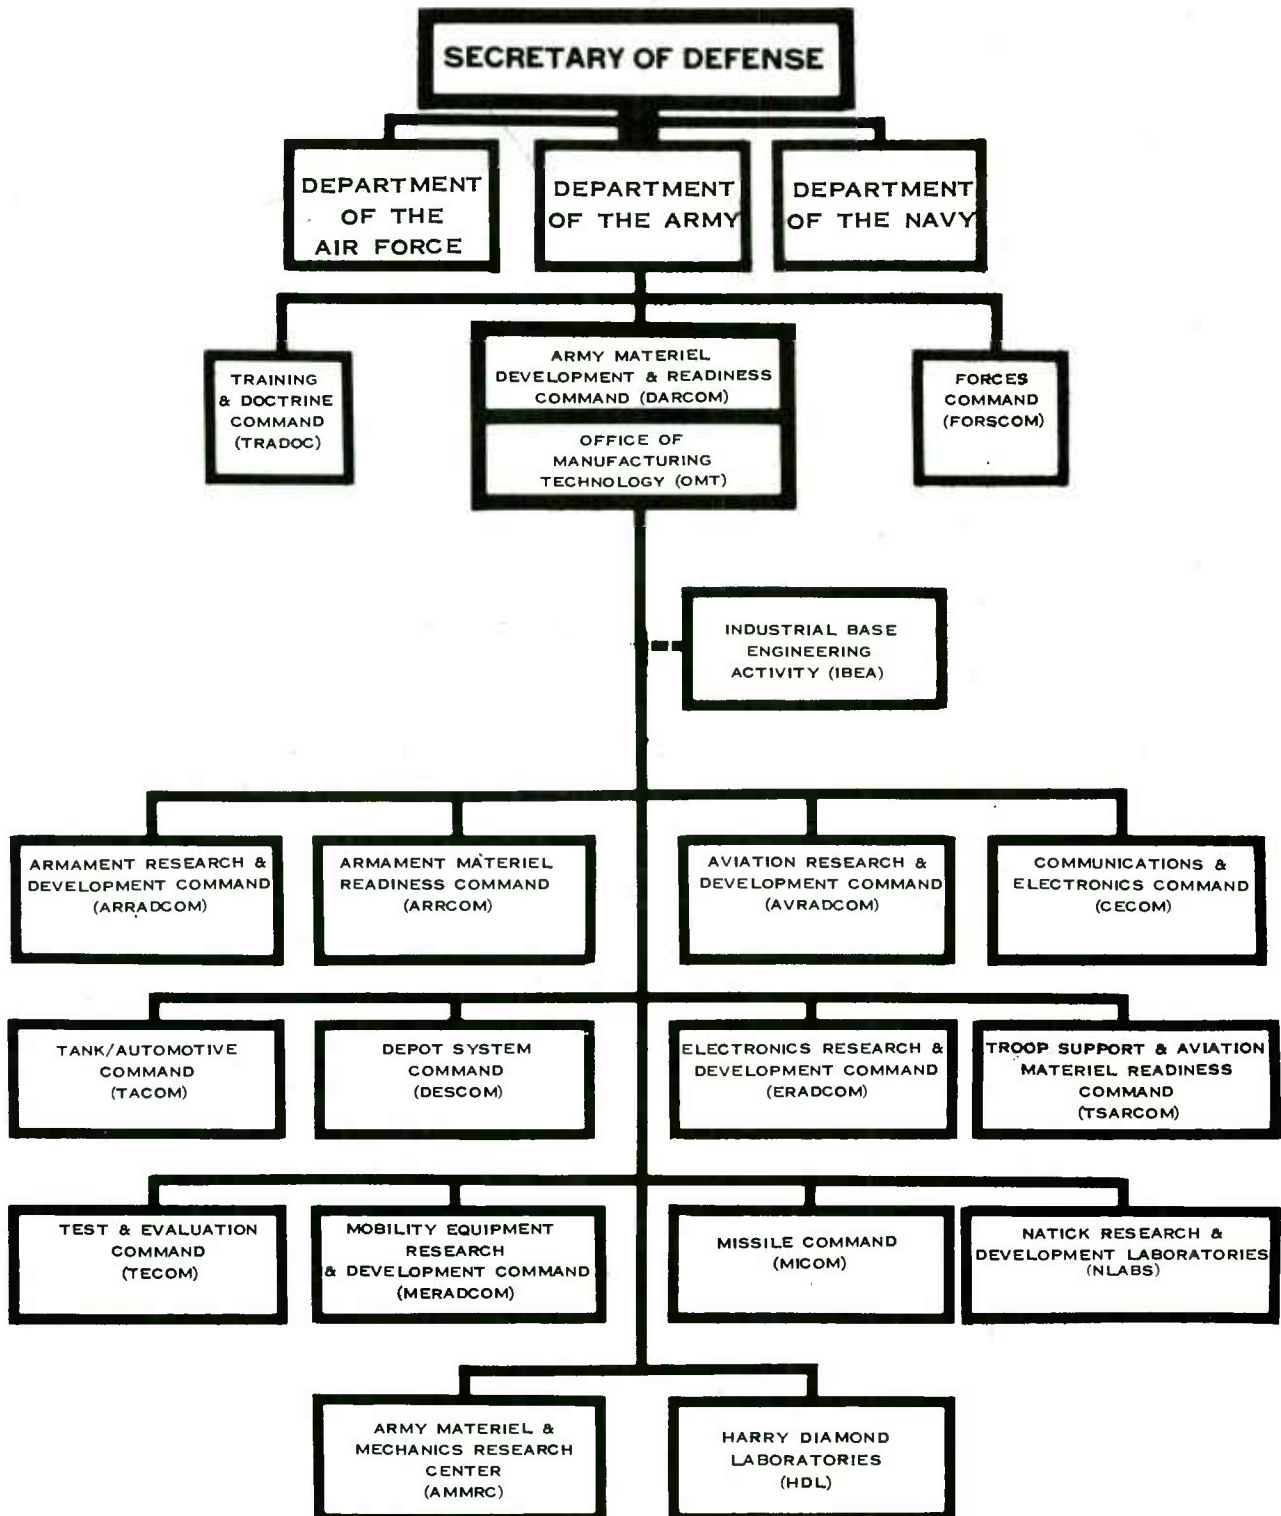 SECRETARY OF DEFENSE
DEPARTMENT
OF THE
AIR FORCE
DEPARTMENT
OF THE ARMY
DEPARTMENT
OF THE NAVY
TRAINING
& DOCTRINE
COMMAND
(TRADOC)
ARMY MATERIEL
DEVELOPMENT & READINESS
COMMAND (DARCOM)
OFFICE OF
MANUFACTURING
TECHNOLOGY (OMT)
FORCES
COMMAND
(FORSCOM)
INDUSTRIAL BASE
ENGINEERING
ACTIVITY (IBEA)
ARMAMENT RESEARCH &
DEVELOPMENT COMMAND
(ARRADCOM)
ARMAMENT MATERIEL
READINESS COMMAND
(ARRCOM)
AVIATION RESEARCH &
DEVELOPMENT COMMAND
(AVRADCOM)
COMMUNICATIONS &
ELECTRONICS COMMAND
(CECOM)
TANK/AUTOMOTIVE
COMMAND
(TACOM)
DEPOT SYSTEM
COMMAND
(DESCOM)
ELECTRONICS RESEARCH &
DEVELOPMENT COMMAND
(ERADCOM)
TROOP SUPPORT & AVIATION
MATERIEL READINESS
COMMAND
(TSARCOM)
TEST & EVALUATION
COMMAND
(TECOM)
MOBILITY EQUIPMENT
RESEARCH
& DEVELOPMENT COMMAND
(MERADCOM)
MISSILE COMMAND
(MICOM)
NATICK RESEARCH &
DEVELOPMENT LABORATORIES
(NLABS)
ARMY MATERIEL &
MECHANICS RESEARCH
CENTER
(AMMRC)
HARRY DIAMOND
LABORATORIES
(HDL)